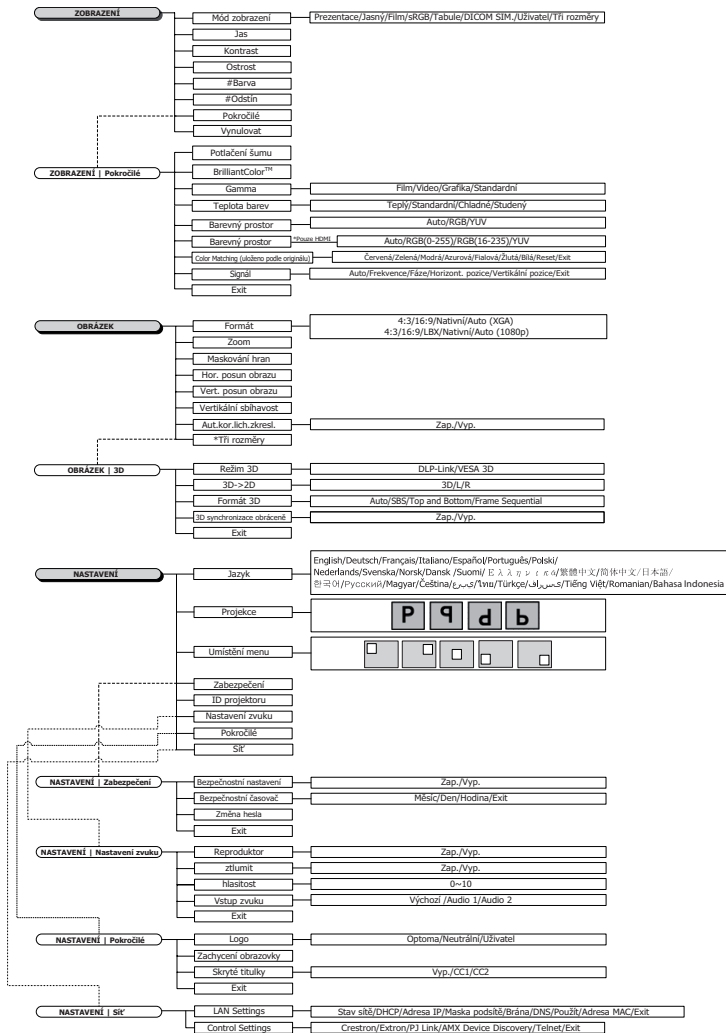 ZOBRAZENÍ
Mód zobrazení
Prezentace/Jasný/Film/sRGB/Tabule/DICOM SIM./Uživatel/Tři rozměry
Jas
Kontrast
Ostrost
#Barva
#Odstín
Pokročilé
Vynulovat
ZOBRAZENÍ | Pokročilé
Potlačení šumu
BrilliantColor™
Gamma
Film/Video/Grafika/Standardní
Teplota barev
Teplý/Standardní/Chladné/Studený
Barevný prostor
Auto/RGB/YUV
Barevný prostor
*Pouze HDMI
Auto/RGB(0-255)/RGB(16-235)/YUV
Color Matching (uloženo podle originálu)
Červená/Zelená/Modrá/Azurová/Fialová/Žlutá/Bílá/Reset/Exit
Signál
Auto/Frekvence/Fáze/Horizont. pozice/Vertikální pozice/Exit
Exit
OBRÁZEK
Formát
4:3/16:9/Nativní/Auto (XGA)
4:3/16:9/LBX/Nativní/Auto (1080p)
Zoom
Maskování hran
Hor. posun obrazu
Vert. posun obrazu
Vertikální sbíhavost
Aut.kor.lich.zkresl.
Zap./Vyp.
*Tři rozměry
OBRÁZEK | 3D
Režim 3D
DLP-Link/VESA 3D
3D->2D
3D/L/R
Formát 3D
Auto/SBS/Top and Bottom/Frame Sequential
3D synchronizace obráceně
Zap./Vyp.
Exit
NASTAVENÍ
Jazyk
English/Deutsch/Français/Italiano/Español/Português/Polski/
Nederlands/Svenska/Norsk/Dansk /Suomi/ Ελληνικά/繁體中文/简体中文/日本語/
한국어/Русский/Magyar/Čeština/عربي/ไทย/Türkçe/فارسی/Tiếng Việt/Romanian/Bahasa Indonesia
Projekce
P P P P
Umístění menu
Zabezpečení
ID projektoru
Nastavení zvuku
Pokročilé
Síť
NASTAVENÍ | Zabezpečení
Bezpečnostní nastavení
Zap./Vyp.
Bezpečnostní časovač
Měsíc/Den/Hodina/Exit
Změna hesla
Exit
NASTAVENÍ | Nastavení zvuku
Reproduktor
Zap./Vyp.
ztlumit
Zap./Vyp.
hlasitost
0~10
Vstup zvuku
Výchozí /Audio 1/Audio 2
Exit
NASTAVENÍ | Pokročilé
Logo
Optoma/Neutrální/Uživatel
Zachycení obrazovky
Skryté titulky
Vyp./CC1/CC2
Exit
NASTAVENÍ | Síť
LAN Settings
Stav sítě/DHCP/Adresa IP/Maska podsítě/Brána/DNS/Použít/Adresa MAC/Exit
Control Settings
Crestron/Extron/PJ Link/AMX Device Discovery/Telnet/Exit